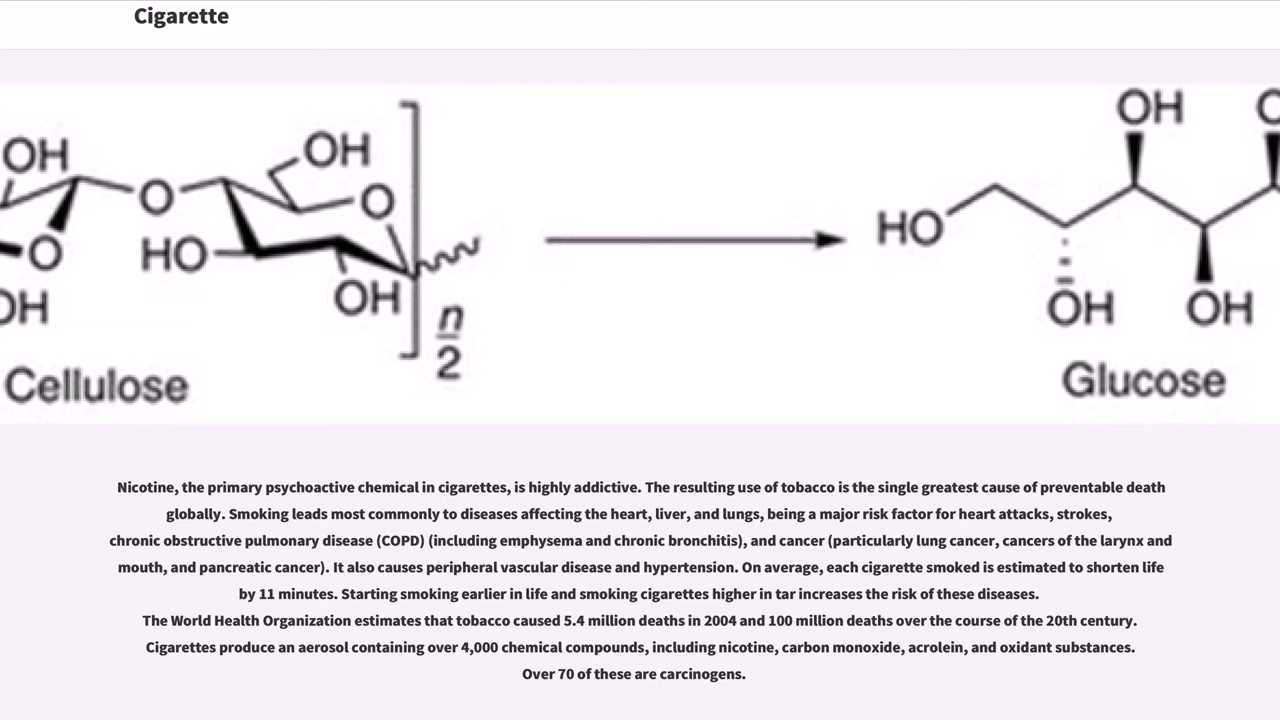 Cigarette
OH
OH
OH
O
O
O
HO
HO
O
OH
OH
OH
OH
n
2
Cellulose
Glucose
Nicotine, the primary psychoactive chemical in cigarettes, is highly addictive. The resulting use of tobacco is the single greatest cause of preventable death
globally. Smoking leads most commonly to diseases affecting the heart, liver, and lungs, being a major risk factor for heart attacks, strokes,
chronic obstructive pulmonary disease (COPD) (including emphysema and chronic bronchitis), and cancer (particularly lung cancer, cancers of the larynx and
mouth, and pancreatic cancer). It also causes peripheral vascular disease and hypertension. On average, each cigarette smoked is estimated to shorten life
by 11 minutes. Starting smoking earlier in life and smoking cigarettes higher in tar increases the risk of these diseases.
The World Health Organization estimates that tobacco caused 5.4 million deaths in 2004 and 100 million deaths over the course of the 20th century.
Cigarettes produce an aerosol containing over 4,000 chemical compounds, including nicotine, carbon monoxide, acrolein, and oxidant substances.
Over 70 of these are carcinogens.